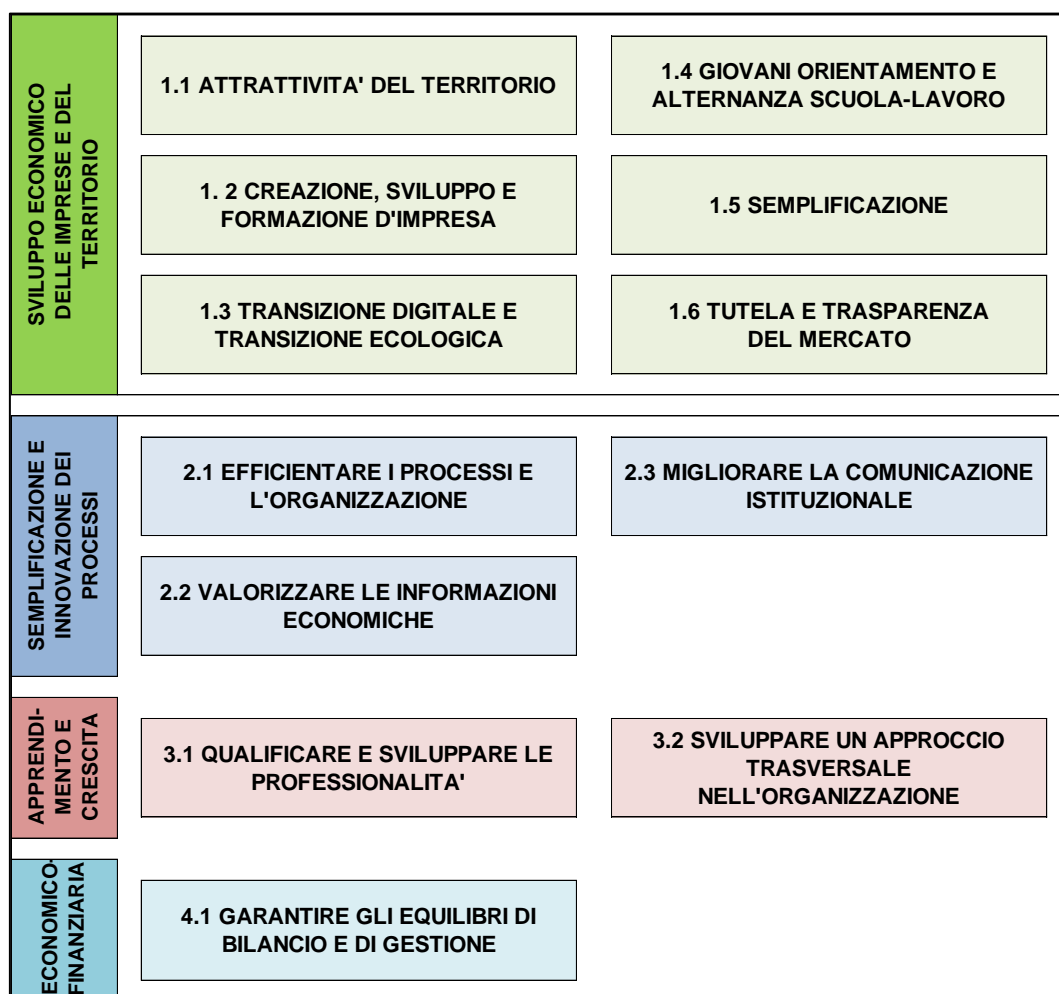 SVILUPPO ECONOMICO
DELLE IMPRESE E DEL
TERRITORIO
1.1 ATTRATTIVITA' DEL TERRITORIO
1.4 GIOVANI ORIENTAMENTO E
ALTERNANZA SCUOLA-LAVORO
1. 2 CREAZIONE, SVILUPPO E
FORMAZIONE D'IMPRESA
1.5 SEMPLIFICAZIONE
1.3 TRANSIZIONE DIGITALE E
TRANSIZIONE ECOLOGICA
1.6 TUTELA E TRASPARENZA
DEL MERCATO
SEMPLIFICAZIONE E
INNOVAZIONE DEI
PROCESSI
2.1 EFFICIENTARE I PROCESSI E
L'ORGANIZZAZIONE
2.3 MIGLIORARE LA COMUNICAZIONE
ISTITUZIONALE
2.2 VALORIZZARE LE INFORMAZIONI
ECONOMICHE
APPRENDI-
MENTO E
CRESCITA
3.1 QUALIFICARE E SVILUPPARE LE
PROFESSIONALITA'
3.2 SVILUPPARE UN APPROCCIO
TRASVERSALE
NELL'ORGANIZZAZIONE
ECONOMICO-
FINANZIARIA
4.1 GARANTIRE GLI EQUILIBRI DI
BILANCIO E DI GESTIONE